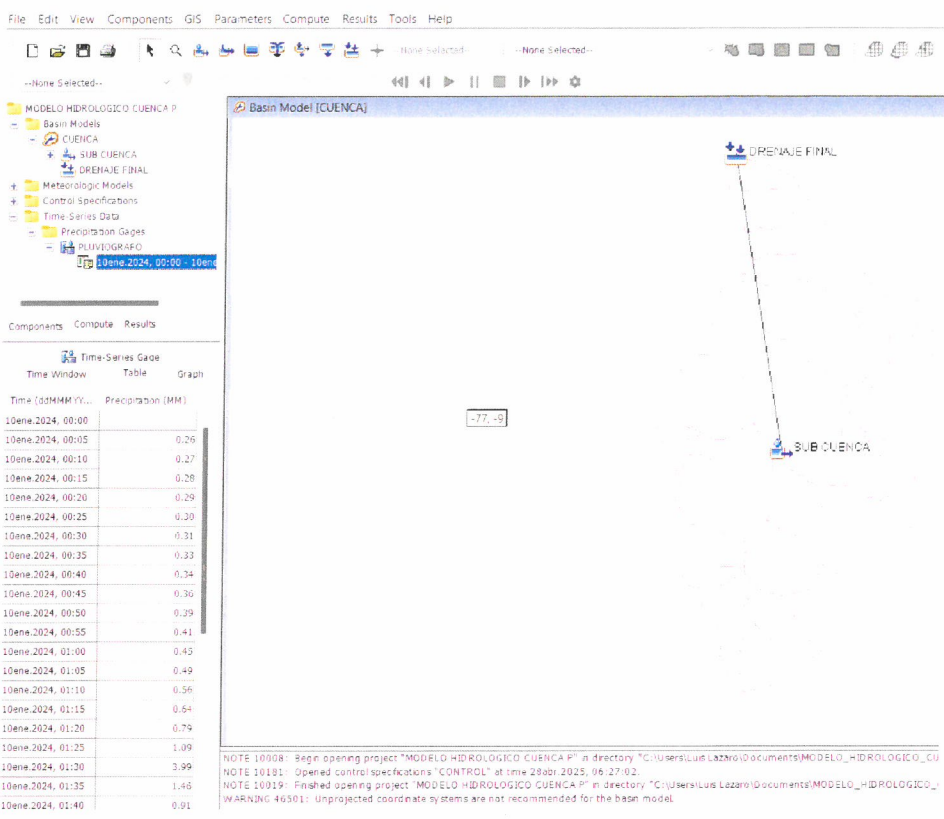 File Edit View Components GIS Parameters Compute Results Tools Help
--None Selected-- --None Selected--
--None Selected--
MODELO HIDROLOGICO CUENCA P
Basin Models
CUENCA
SUB CUENCA
DRENAJE FINAL
Meteorologic Models
Control Specifications
Time-Series Data
Precipitation Gages
PLUVIOGRAFO
10ene.2024, 00:00 - 10ene
Components Compute Results
Time-Series Gage
Time Window Table Graph
Time (ddMMMYY... Precipitation (MM)
10ene.2024, 00:00
10ene.2024, 00:05 0.26
10ene.2024, 00:10 0.27
10ene.2024, 00:15 0.28
10ene.2024, 00:20 0.29
10ene.2024, 00:25 0.30
10ene.2024, 00:30 0.31
10ene.2024, 00:35 0.33
10ene.2024, 00:40 0.34
10ene.2024, 00:45 0.36
10ene.2024, 00:50 0.39
10ene.2024, 00:55 0.41
10ene.2024, 01:00 0.45
10ene.2024, 01:05 0.49
10ene.2024, 01:10 0.56
10ene.2024, 01:15 0.64
10ene.2024, 01:20 0.79
10ene.2024, 01:25 1.09
10ene.2024, 01:30 3.99
10ene.2024, 01:35 1.46
10ene.2024, 01:40 0.91
Basin Model [CUENCA]
DRENAJE FINAL
-77, -9
SUB CUENCA
NOTE 10008: Begin opening project "MODELO HIDROLOGICO CUENCA P" in directory "C:\Users\Luis Lazaro\Documents\MODELO_HIDROLOGICO_CU
NOTE 10181: Opened control specifications "CONTROL" at time 28abr.2025, 06:27:02.
NOTE 10019: Finished opening project "MODELO HIDROLOGICO CUENCA P" in directory "C:\Users\Luis Lazaro\Documents\MODELO_HIDROLOGICO_
WARNING 46501: Unprojected coordinate systems are not recommended for the basin model.